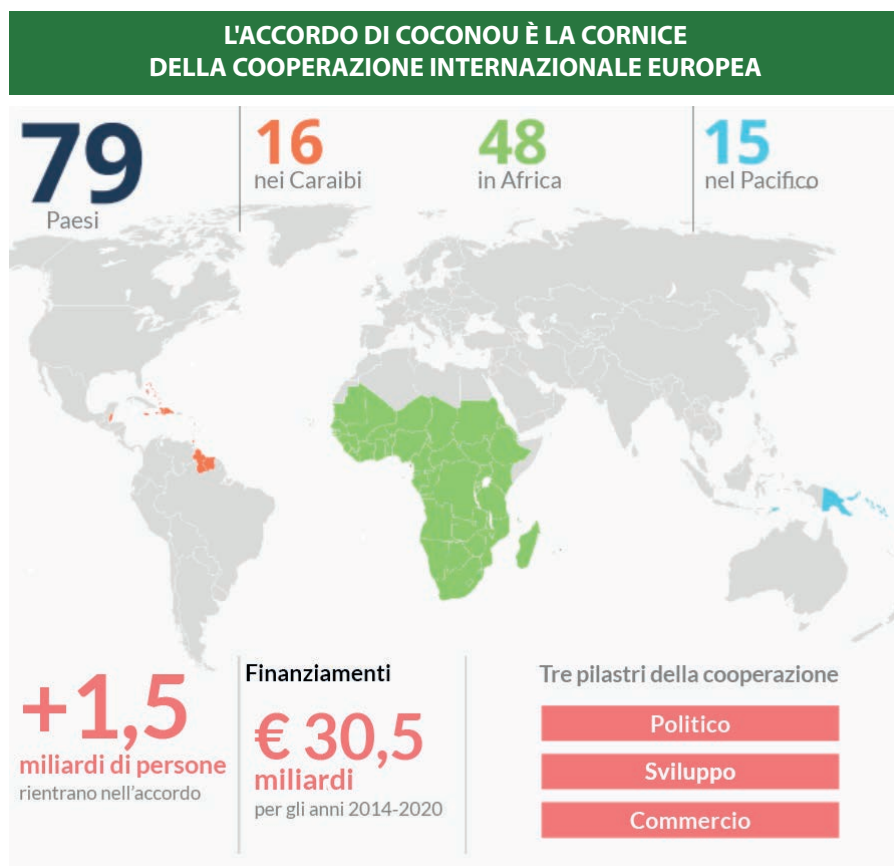 L'ACCORDO DI COCONOU È LA CORNICE
DELLA COOPERAZIONE INTERNAZIONALE EUROPEA
79
Paesi
16
nei Caraibi
48
in Africa
15
nel Pacifico
+1,5
miliardi di persone
rientrano nell'accordo
Finanziamenti
€ 30,5
miliardi
per gli anni 2014-2020
Tre pilastri della cooperazione
Politico
Sviluppo
Commercio